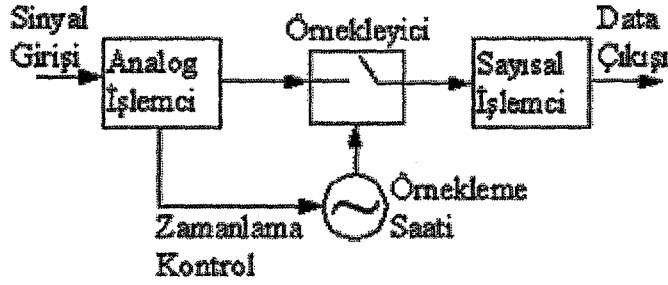 Sinyal
Girişi
Analog
İşlemci
Örnekleyici
Sayısal
İşlemci
Data
Çıkışı
Örnekleme
Saati
Zamanlama
Kontrol